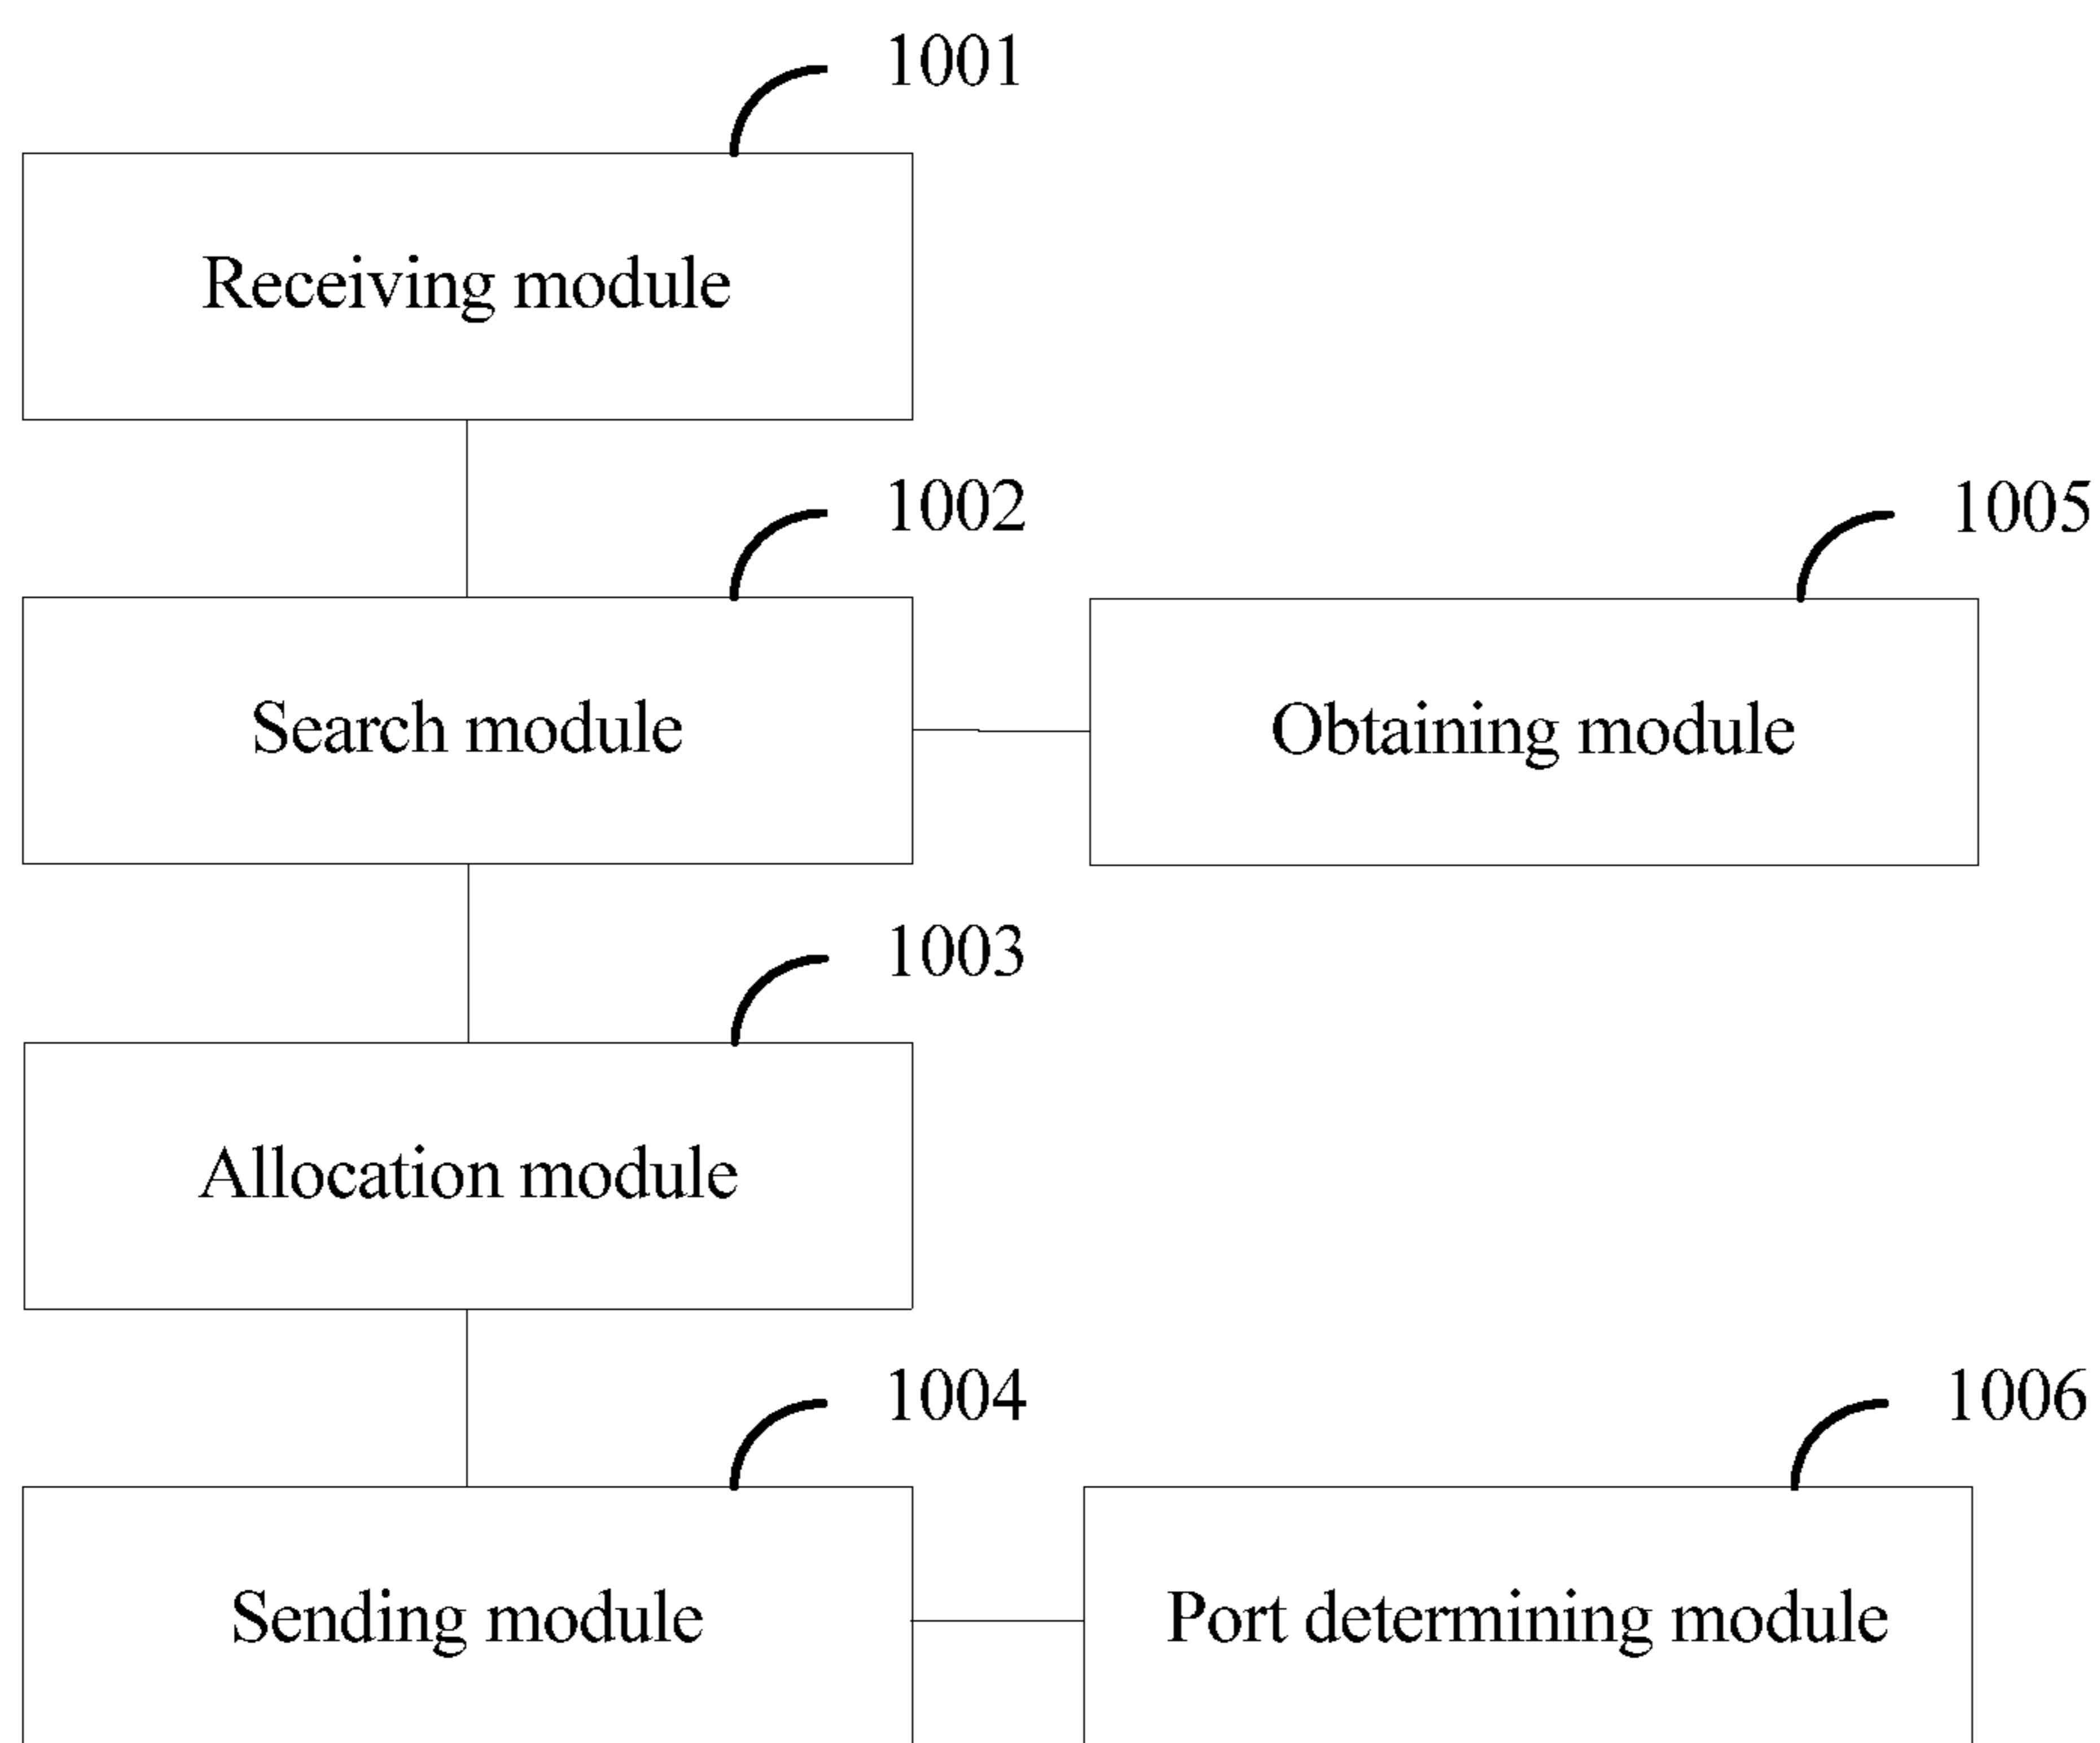 1001
Receiving module
1002
1005
Search module
Obtaining module
1003
Allocation module
1004
1006
Sending module
Port determining module